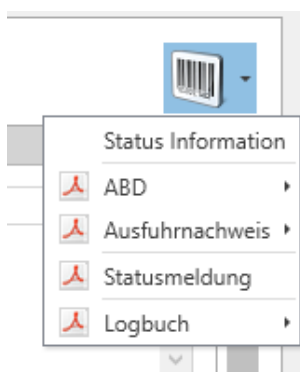 Status Information
ABD
Ausfuhrnachweis
Statusmeldung
Logbuch